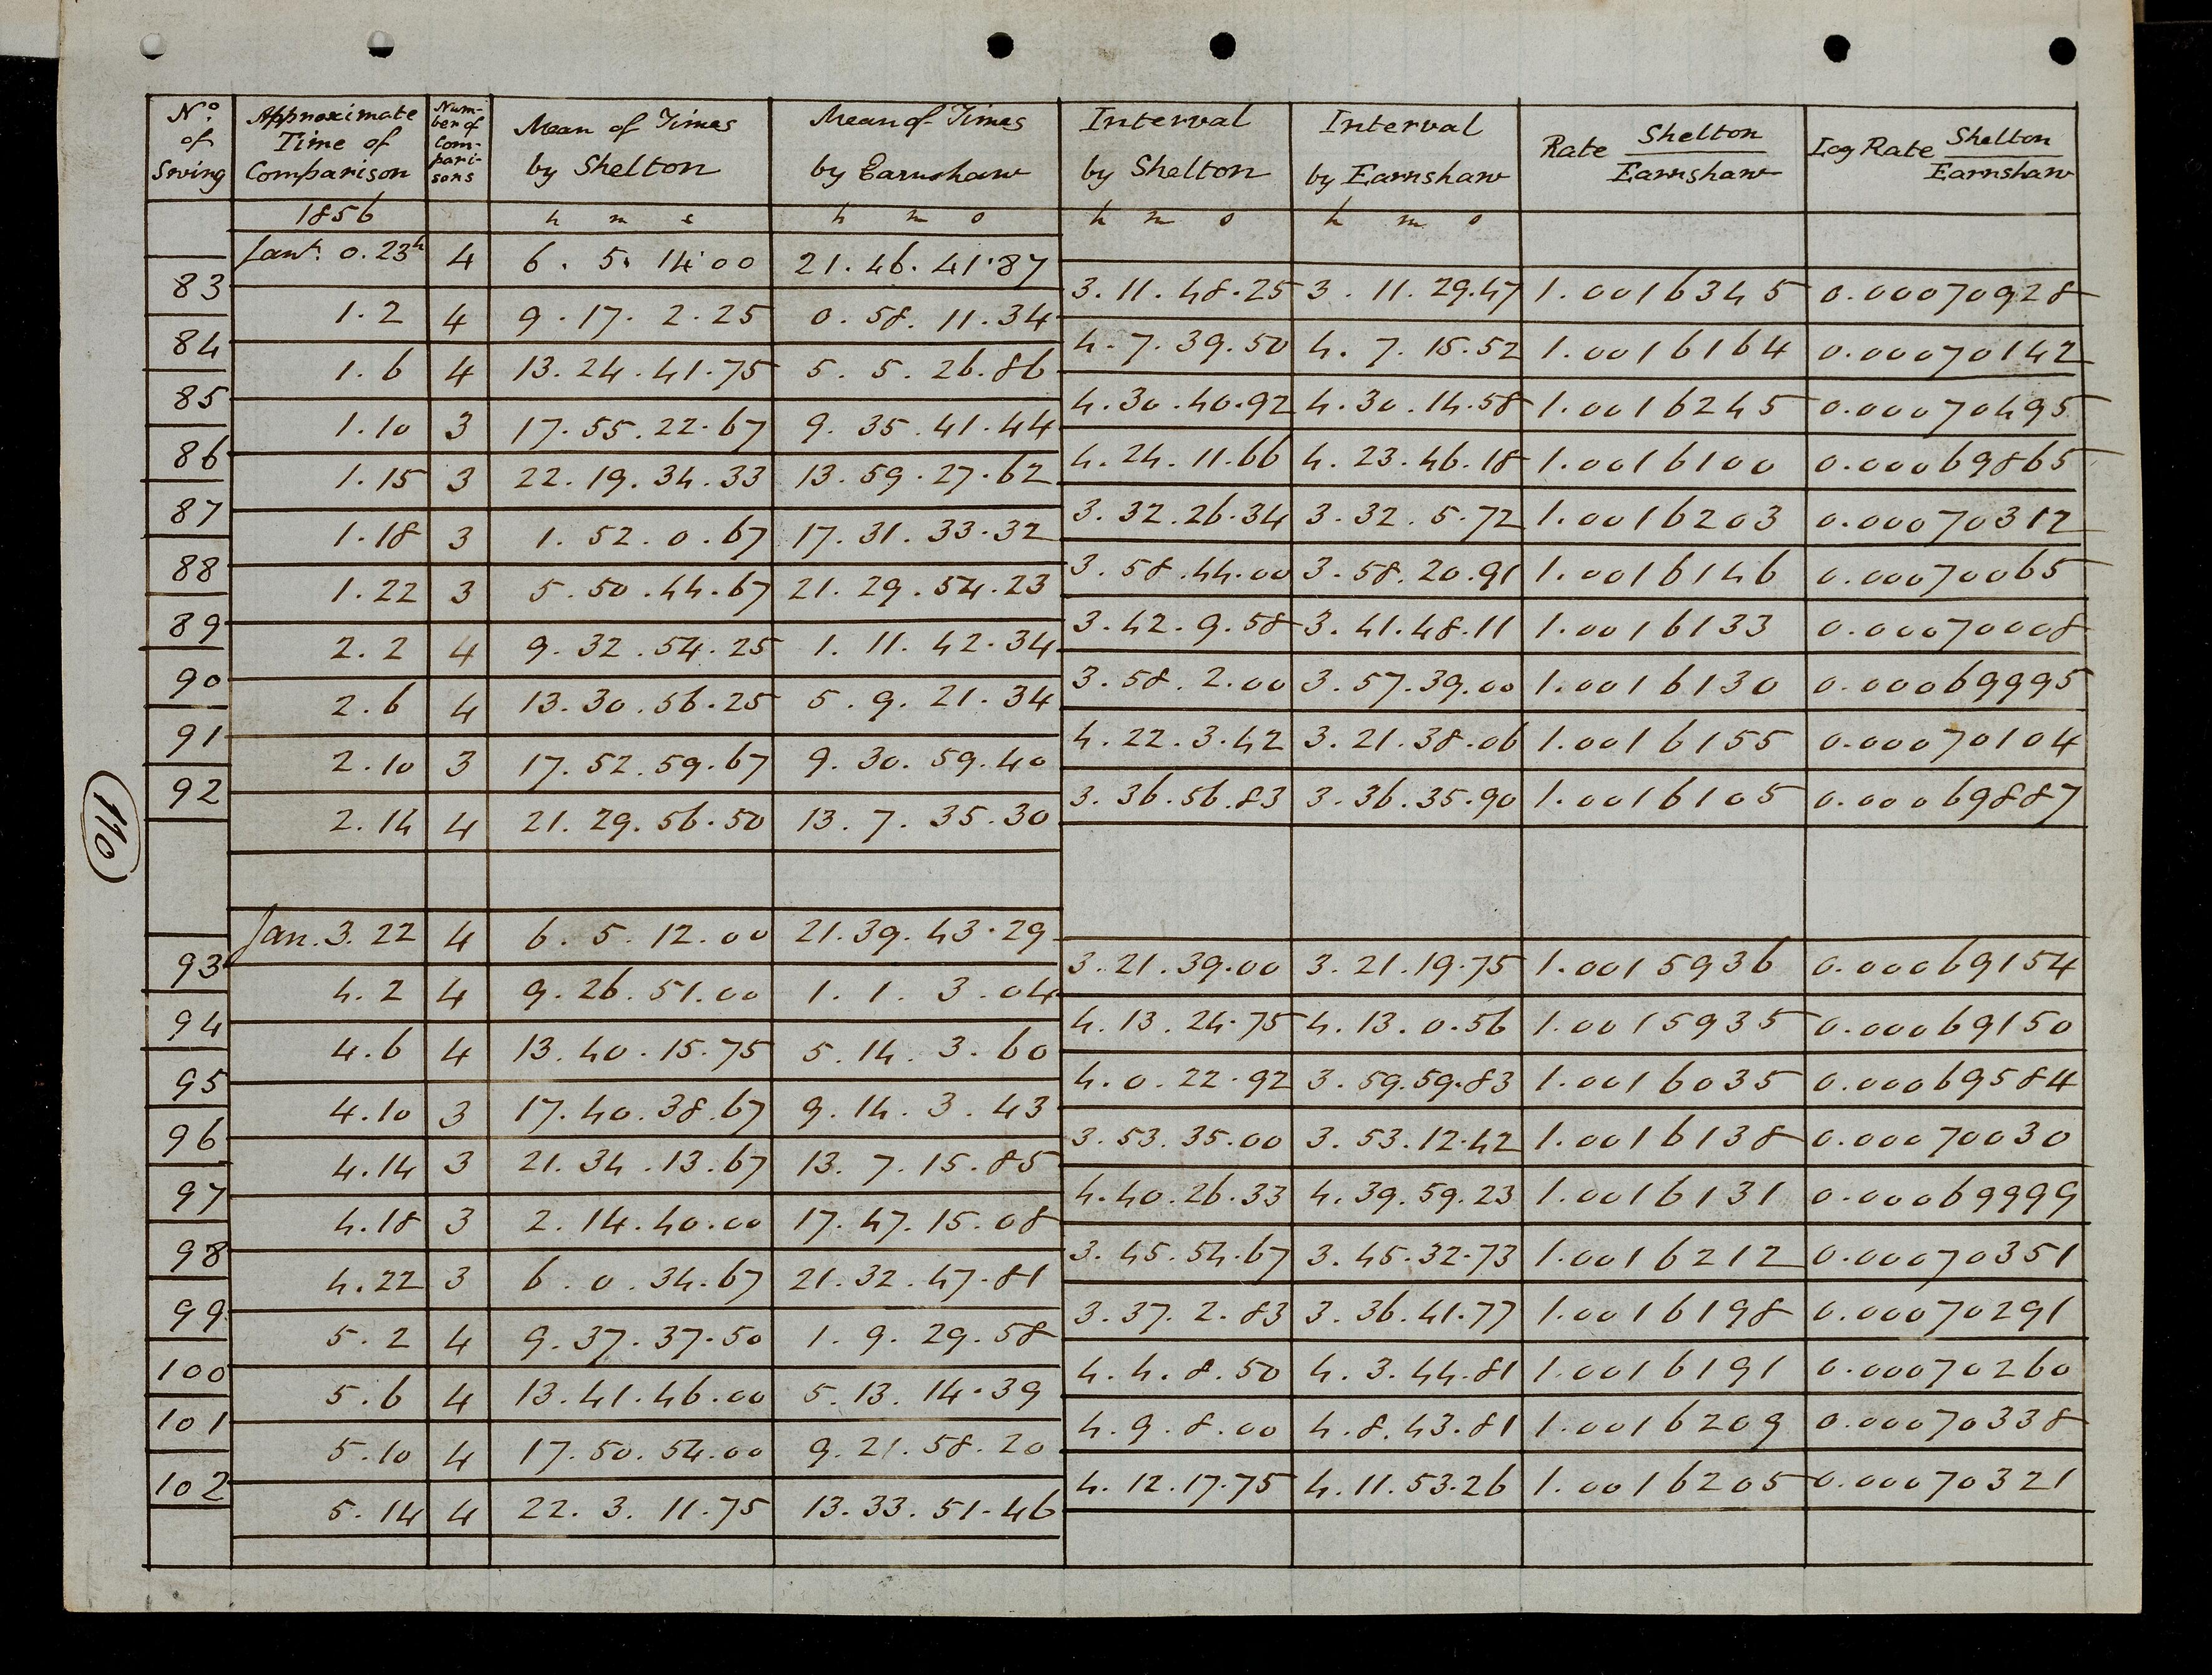 Nº. of Swing | Approximate Time of Comparison | Number of Comparisons | Mean of Times by Shelton | Mean of Times by Earnshaw | Interval by Shelton | Interval by Earnshaw | Rate Shelton/Earnshaw | Log Rate Shelton/Earnshaw
1856 | h m s | h m s | h m s | h m s
Jany. 0.23h | 4 | 6. 5. 14.00 | 21.46.41.87
83 | 3.11.48.25 | 3.11.29.47 | 1.0016345 | 0.00070928
1.2 | 4 | 9.17. 2.25 | 0.58.11.34
84 | 4.7.39.50 | 4.7.15.52 | 1.0016164 | 0.00070142
1.6 | 4 | 13.24.41.75 | 5. 5.26.86
85 | 4.30.40.92 | 4.30.14.58 | 1.0016245 | 0.00070495
1.10 | 3 | 17.55.22.67 | 9.35.41.44
86 | 4.24.11.66 | 4.23.46.18 | 1.0016100 | 0.00069865
1.15 | 3 | 22.19.34.33 | 13.59.27.62
87 | 3.32.26.34 | 3.32.5.72 | 1.0016203 | 0.00070312
1.18 | 3 | 1.52.0.67 | 17.31.33.32
88 | 3.58.44.00 | 3.58.20.91 | 1.0016146 | 0.00070065
1.22 | 3 | 5.50.44.67 | 21.29.54.23
89 | 3.42.9.58 | 3.41.48.11 | 1.0016133 | 0.00070008
2.2 | 4 | 9.32.54.25 | 1.11.42.34
90 | 3.58.2.00 | 3.57.39.00 | 1.0016130 | 0.00069995
2.6 | 4 | 13.30.56.25 | 5.9.21.34
91 | 4.22.3.42 | 3.21.38.06 | 1.0016155 | 0.00070104
2.10 | 3 | 17.52.59.67 | 9.30.59.40
92 | 3.36.56.83 | 3.36.35.90 | 1.0016105 | 0.00069887
2.14 | 4 | 21.29.56.50 | 13.7.35.30
110
Jan. 3.22 | 4 | 6.5.12.00 | 21.39.43.29
93 | 3.21.39.00 | 3.21.19.75 | 1.0015936 | 0.00069154
4.2 | 4 | 9.26.51.00 | 1.1.3.04
94 | 4.13.24.75 | 4.13.0.56 | 1.0015935 | 0.00069150
4.6 | 4 | 13.40.15.75 | 5.14.3.60
95 | 4.0.22.92 | 3.59.59.83 | 1.0016035 | 0.00069584
4.10 | 3 | 17.40.38.67 | 9.14.3.43
96 | 3.53.35.00 | 3.53.12.42 | 1.0016138 | 0.00070030
4.14 | 3 | 21.34.13.67 | 13.7.15.85
97 | 4.40.26.33 | 4.39.59.23 | 1.0016131 | 0.00069999
4.18 | 3 | 2.14.40.00 | 17.47.15.08
98 | 3.45.54.67 | 3.45.32.73 | 1.0016212 | 0.00070351
4.22 | 3 | 6.0.34.67 | 21.32.47.81
99 | 3.37.2.83 | 3.36.41.77 | 1.0016198 | 0.00070291
5.2 | 4 | 9.37.37.50 | 1.9.29.58
100 | 4.4.8.50 | 4.3.44.81 | 1.0016191 | 0.00070260
5.6 | 4 | 13.41.46.00 | 5.13.14.39
101 | 4.9.8.00 | 4.8.43.81 | 1.0016209 | 0.00070338
5.10 | 4 | 17.50.54.00 | 9.21.58.20
102 | 4.12.17.75 | 4.11.53.26 | 1.0016205 | 0.00070321
5.14 | 4 | 22.3.11.75 | 13.33.51.46